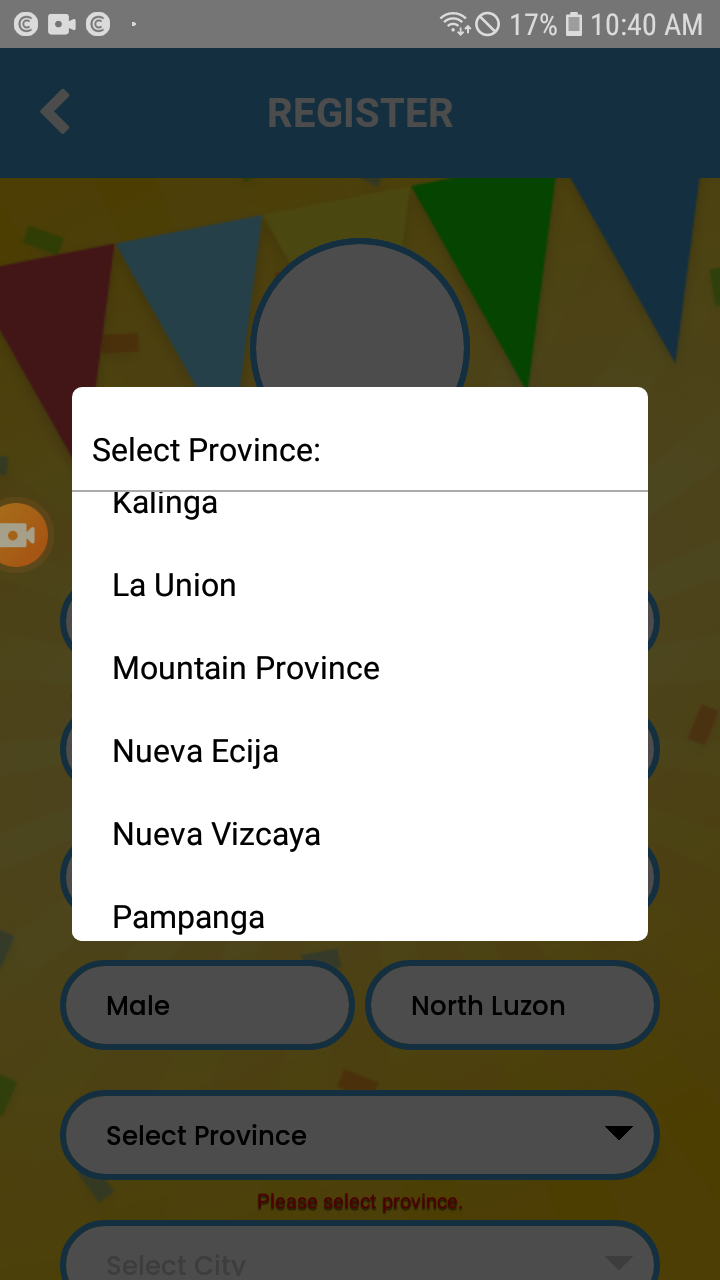 17% 10:40 AM
REGISTER
Select Province:
Kalinga
La Union
Mountain Province
Nueva Ecija
Nueva Vizcaya
Pampanga
Male North Luzon
Select Province
Please select province.
Select City